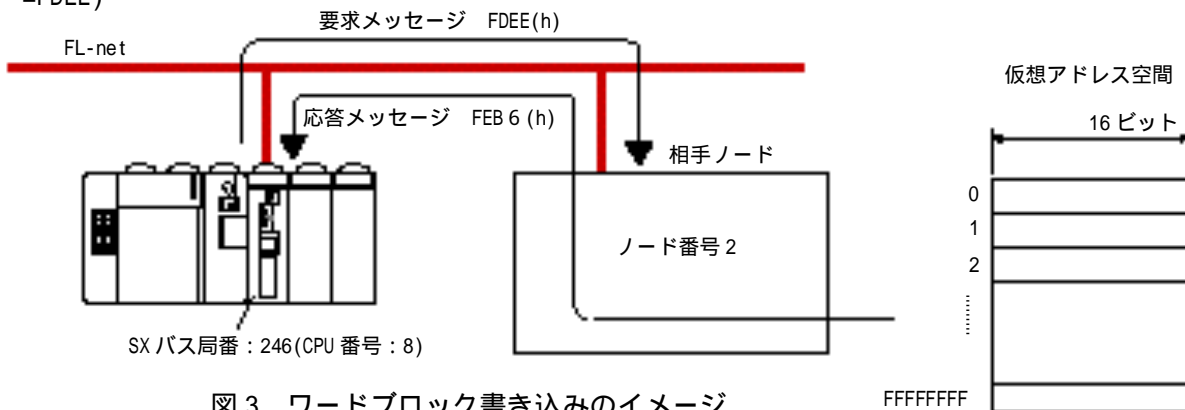 =FDEE)
要求メッセージ FDEE(h)
FL-net
仮想アドレス空間
応答メッセージ FEB６(h)
16 ビット
相手ノード
0
1
ノード番号 2
2
SX バス局番：246(CPU 番号：8)
図 3 ワードブロック書き込みのイメージ
FFFFFFFF